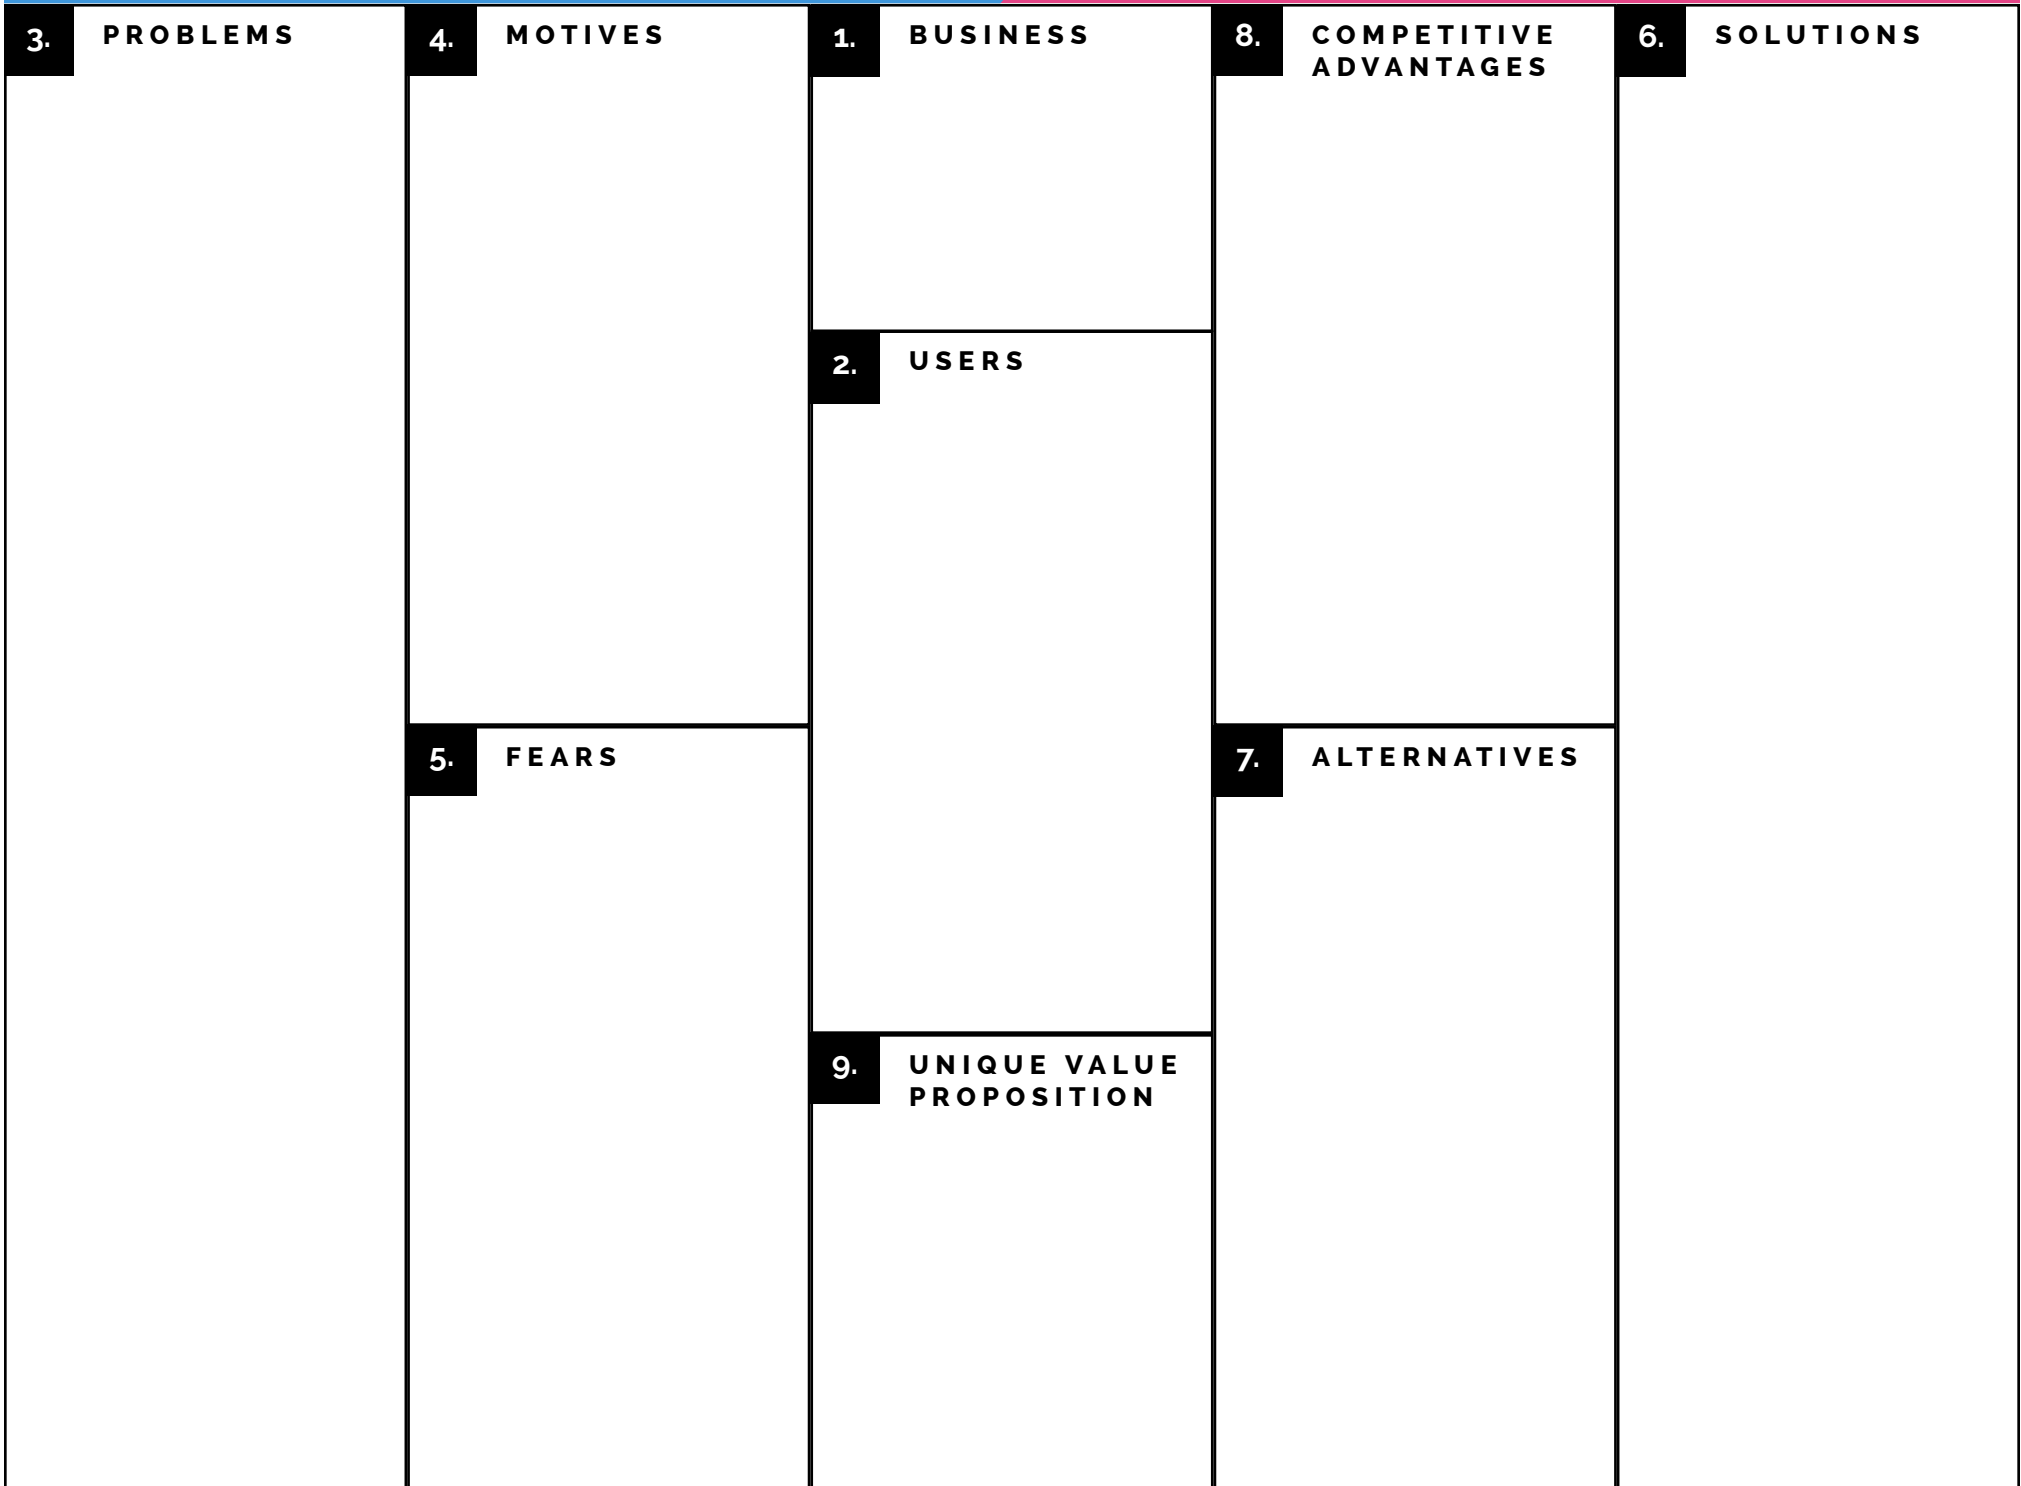 3. PROBLEMS
4. MOTIVES
1. BUSINESS
8. COMPETITIVE
ADVANTAGES
6. SOLUTIONS
2. USERS
5. FEARS
7. ALTERNATIVES
9. UNIQUE VALUE
PROPOSITION